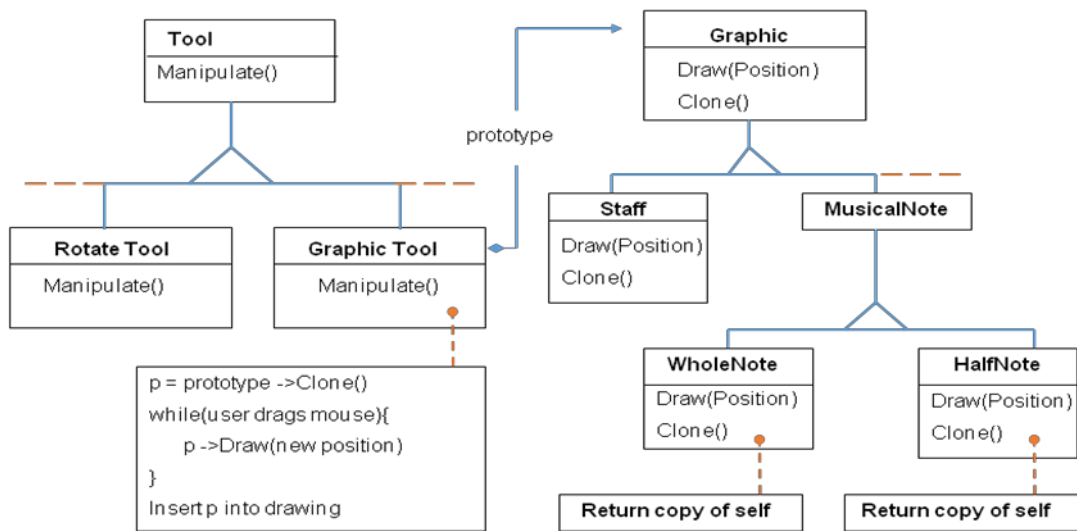 Tool
Manipulate()
prototype
Graphic
Draw(Position)
Clone()
Rotate Tool
Manipulate()
Graphic Tool
Manipulate()
p = prototype ->Clone()
while(user drags mouse){
p ->Draw(new position)
}
Insert p into drawing
Staff
Draw(Position)
Clone()
MusicalNote
WholeNote
Draw(Position)
Clone()
Return copy of self
HalfNote
Draw(Position)
Clone()
Return copy of self